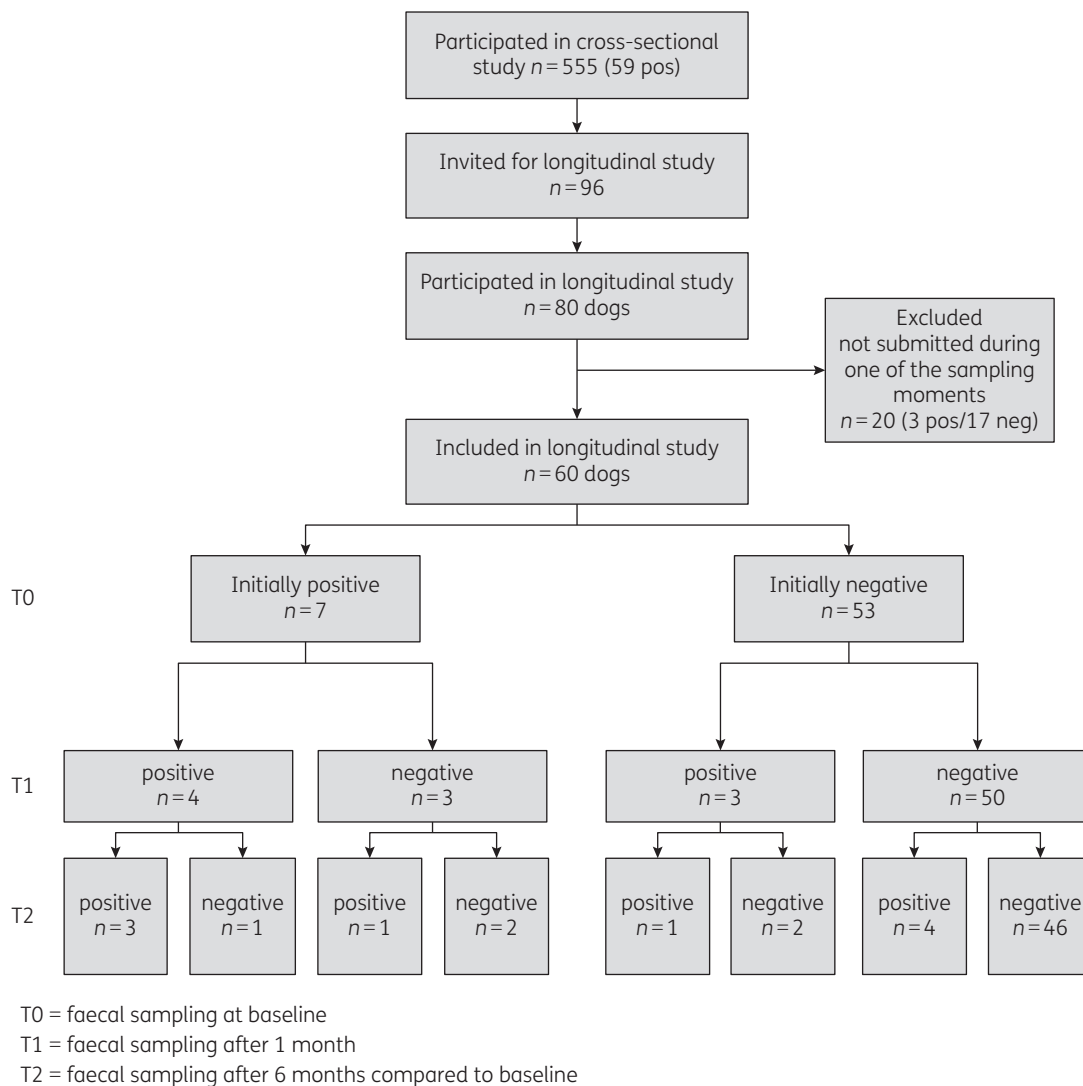 Participated in cross-sectional
study n=555 (59 pos)
Invited for longitudinal study
n=96
Participated in longitudinal study
n=80 dogs
Excluded
not submitted during
one of the sampling
moments
n=20 (3 pos/17 neg)
Included in longitudinal study
n=60 dogs
T0
Initially positive
n=7
Initially negative
n=53
T1
positive
n=4
negative
n=3
positive
n=3
negative
n=50
T2
positive
n=3
negative
n=1
positive
n=1
negative
n=2
positive
n=1
negative
n=2
positive
n=4
negative
n=46
T0 = faecal sampling at baseline
T1 = faecal sampling after 1 month
T2 = faecal sampling after 6 months compared to baseline